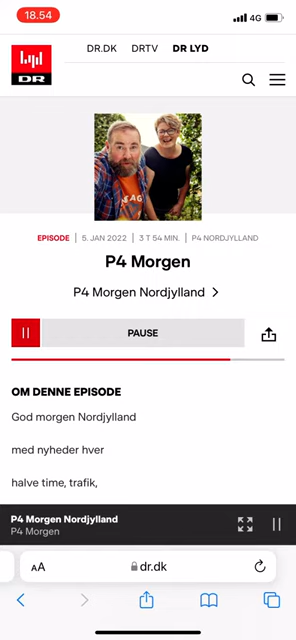 18.54
4G
DR.DK DRTV DR LYD
DR
EPISODE | 5. JAN 2022 | 3 T 54 MIN. | P4 NORDJYLLAND
P4 Morgen
P4 Morgen Nordjylland >
PAUSE
OM DENNE EPISODE
God morgen Nordjylland
med nyheder hver
halve time, trafik,
P4 Morgen Nordjylland
P4 Morgen
AA dr.dk